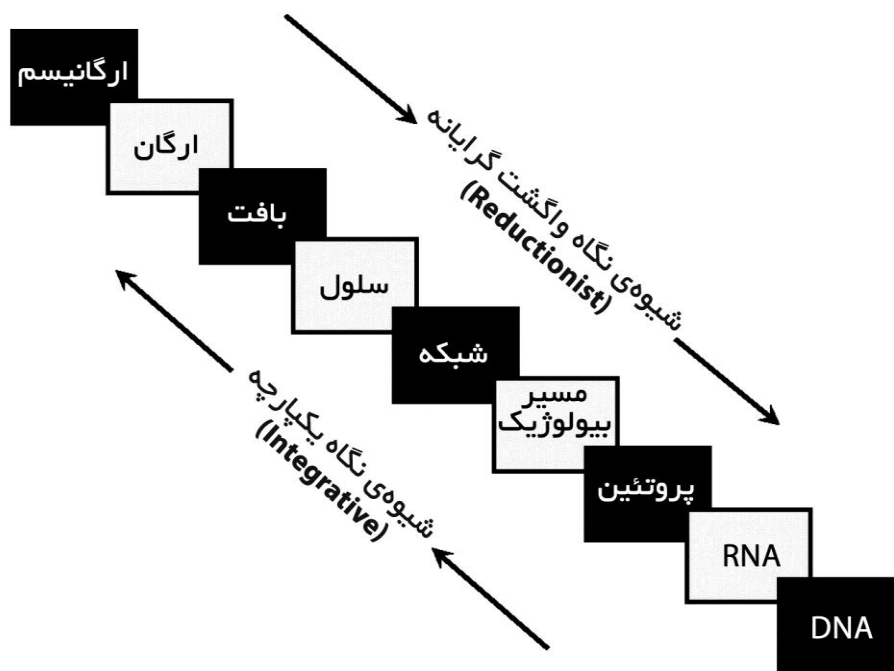 ارگانیسم
ارگان
بافت
سلول
شبکه
مسیر
بیولوژیک
پروتئین
RNA
DNA
شیوه‌ی نگاه واگشت گرایانه
(Reductionist)
شیوه‌ی نگاه یکپارچه
(Integrative)